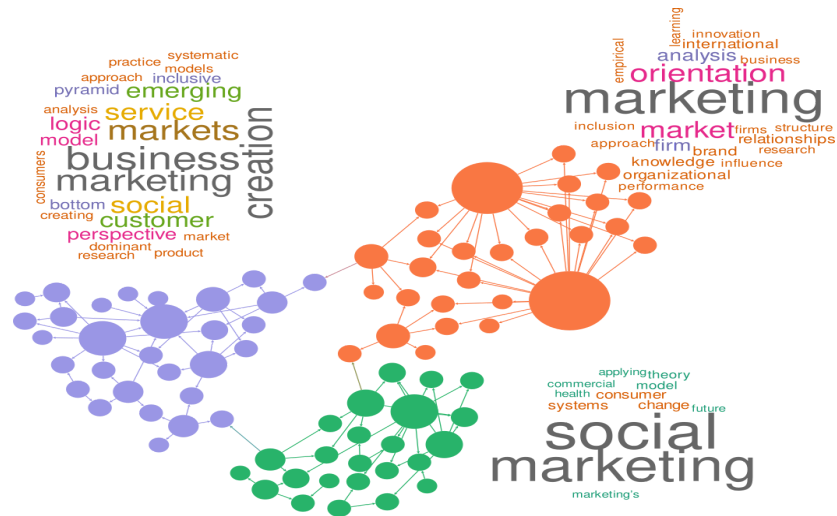 systematic
practice
models
approach inclusive
pyramid emerging
analysis service
logic markets
model
business
consumers
marketing
creation
bottom social
creating customer
perspective market
dominant
research product
learning
innovation
international
empirical
analysis business
orientation
marketing
inclusion market firms structure
approach firm brand relationships
research
knowledge influence
organizational
performance
applying theory
commercial model
health consumer
systems change future
social
marketing
marketing's